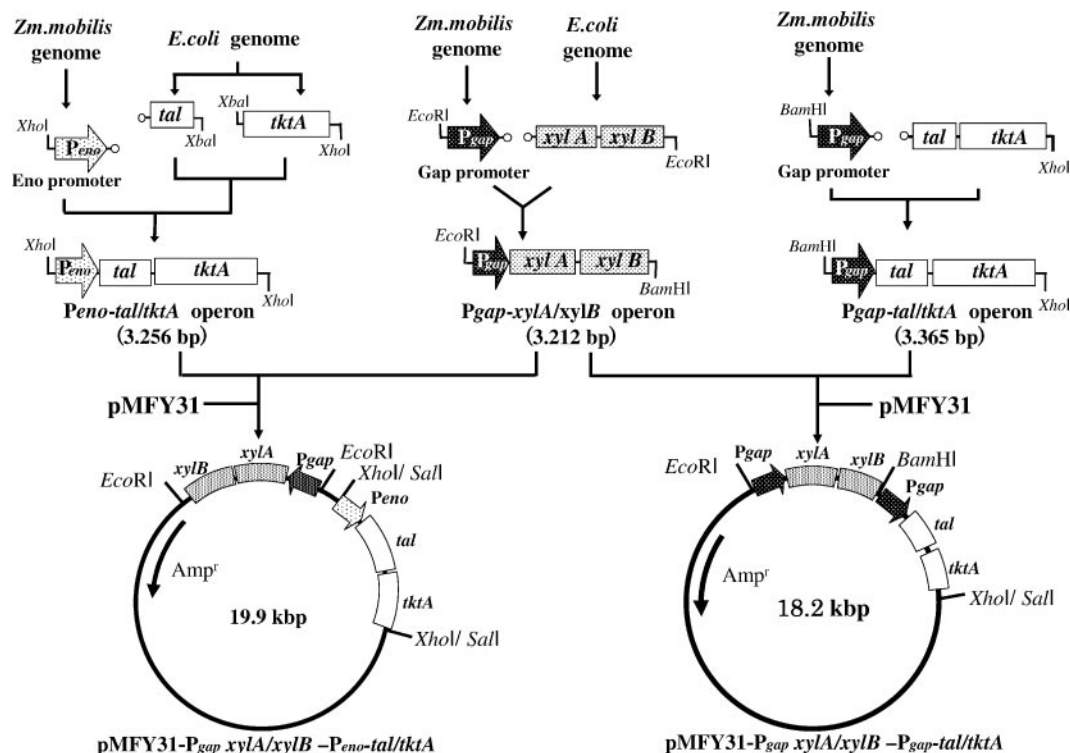 Zm.mobilis
genome
E.coli genome
XhoI
Peno
Eno promoter
tal
XbaI
XbaI
tktA
XhoI
XhoI
Peno
tal
tktA
XhoI
Peno-tal/tktA operon
(3.256 bp)
Zm.mobilis
genome
E.coli
genome
EcoRI
Pgap
Gap promoter
xyl A
xyl B
EcoRI
EcoRI
Pgap
xyl A
xyl B
BamHI
Pgap-xylA/xylB operon
(3.212 bp)
Zm.mobilis
genome
BamHI
Pgap
Gap promoter
tal
tktA
XhoI
BamHI
Pgap
tal
tktA
XhoI
Pgap-tal/tktA operon
(3.365 bp)
pMFY31
EcoRI
xylB
xylA
Pgap
EcoRI
XhoI/ SalI
Peno
tal
tktA
XhoI/ SalI
Ampr
19.9 kbp
pMFY31-Pgap xylA/xylB –Peno-tal/tktA
pMFY31
EcoRI
Pgap
xylA
xylB
BamHI
Pgap
tal
tktA
XhoI/ SalI
Ampr
18.2 kbp
pMFY31-Pgap xylA/xylB –Pgap-tal/tktA